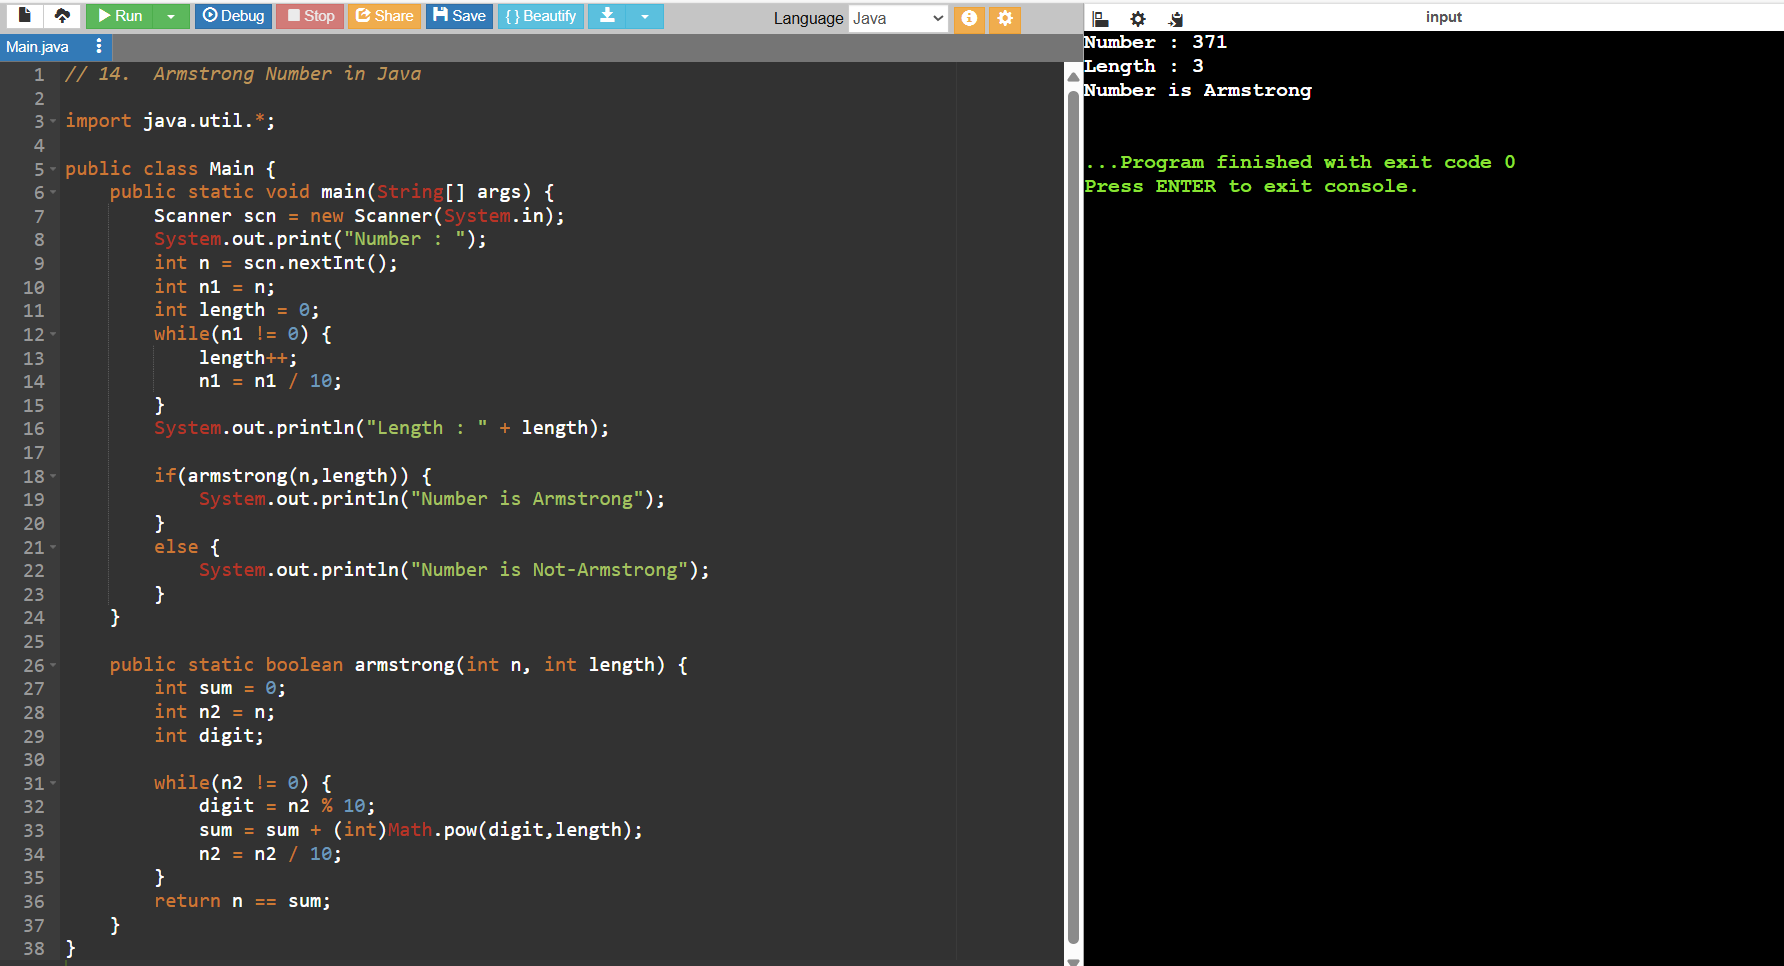 Run Debug Stop Share Save { } Beautify Language Java input
Main.java
1 // 14.  Armstrong Number in Java
2
3 import java.util.*;
4
5 public class Main {
6     public static void main(String[] args) {
7         Scanner scn = new Scanner(System.in);
8         System.out.print("Number : ");
9         int n = scn.nextInt();
10         int n1 = n;
11         int length = 0;
12         while(n1 != 0) {
13             length++;
14             n1 = n1 / 10;
15         }
16         System.out.println("Length : " + length);
17
18         if(armstrong(n,length)) {
19             System.out.println("Number is Armstrong");
20         }
21         else {
22             System.out.println("Number is Not-Armstrong");
23         }
24     }
25
26     public static boolean armstrong(int n, int length) {
27         int sum = 0;
28         int n2 = n;
29         int digit;
30
31         while(n2 != 0) {
32             digit = n2 % 10;
33             sum = sum + (int)Math.pow(digit,length);
34             n2 = n2 / 10;
35         }
36         return n == sum;
37     }
38 }
Number : 371
Length : 3
Number is Armstrong
...Program finished with exit code 0
Press ENTER to exit console.